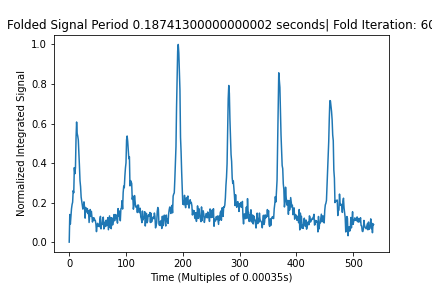 Folded Signal Period 0.18741300000000002 seconds| Fold Iteration: 60
Normalized Integrated Signal
1.0
0.8
0.6
0.4
0.2
0.0
0 100 200 300 400 500
Time (Multiples of 0.00035s)